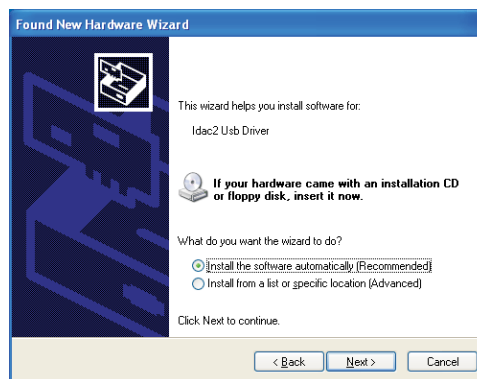 Found New Hardware Wizard
This wizard helps you install software for:
Idac2 Usb Driver
If your hardware came with an installation CD
or floppy disk, insert it now.
What do you want the wizard to do?
Install the software automatically (Recommended)
Install from a list or specific location (Advanced)
Click Next to continue.
< Back Next > Cancel